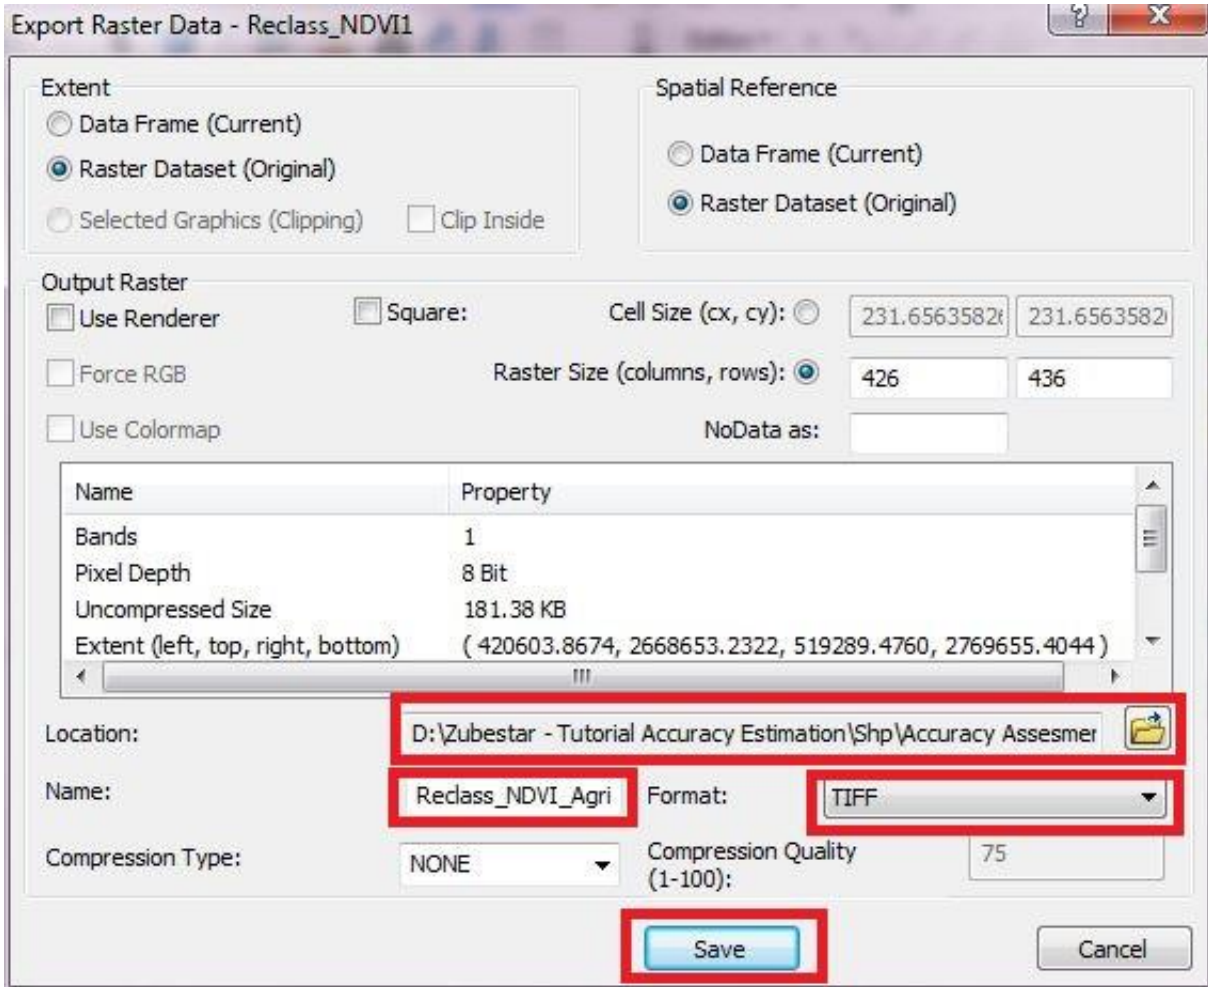 Export Raster Data - Reclass_NDVI1
Extent
Data Frame (Current)
Raster Dataset (Original)
Selected Graphics (Clipping) Clip Inside
Spatial Reference
Data Frame (Current)
Raster Dataset (Original)
Output Raster
Use Renderer Square: Cell Size (cx, cy): 231.6563582 231.6563582
Force RGB Raster Size (columns, rows): 426 436
Use Colormap NoData as:
Name Property
Bands 1
Pixel Depth 8 Bit
Uncompressed Size 181.38 KB
Extent (left, top, right, bottom) ( 420603.8674, 2668653.2322, 519289.4760, 2769655.4044 )
Location: D:\Zubestar - Tutorial Accuracy Estimation\Shp\Accuracy Assesmer
Name: Reclass_NDVI_Agri Format: TIFF
Compression Type: NONE Compression Quality (1-100): 75
Save Cancel